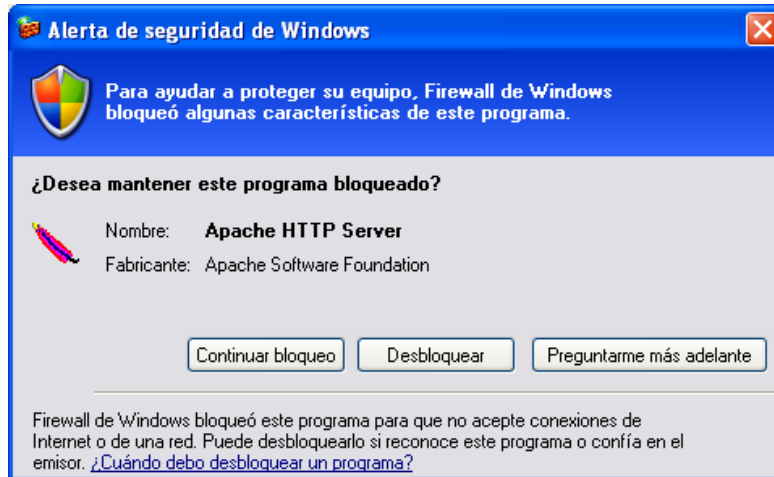 Alerta de seguridad de Windows
Para ayudar a proteger su equipo, Firewall de Windows
bloqueó algunas características de este programa.
¿Desea mantener este programa bloqueado?
Nombre: Apache HTTP Server
Fabricante: Apache Software Foundation
Continuar bloqueo Desbloquear Preguntarme más adelante
Firewall de Windows bloqueó este programa para que no acepte conexiones de
Internet o de una red. Puede desbloquearlo si reconoce este programa o confía en el
emisor. ¿Cuándo debo desbloquear un programa?